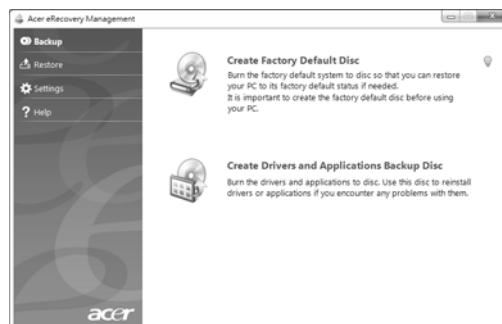 Acer eRecovery Management
Backup
Restore
Settings
Help
Create Factory Default Disc
Burn the factory default system to disc so that you can restore
your PC to its factory default status if needed.
It is important to create the factory default disc before using
your PC.
Create Drivers and Applications Backup Disc
Burn the drivers and applications to disc. Use this disc to reinstall
drivers or applications if you encounter any problems with them.
acer